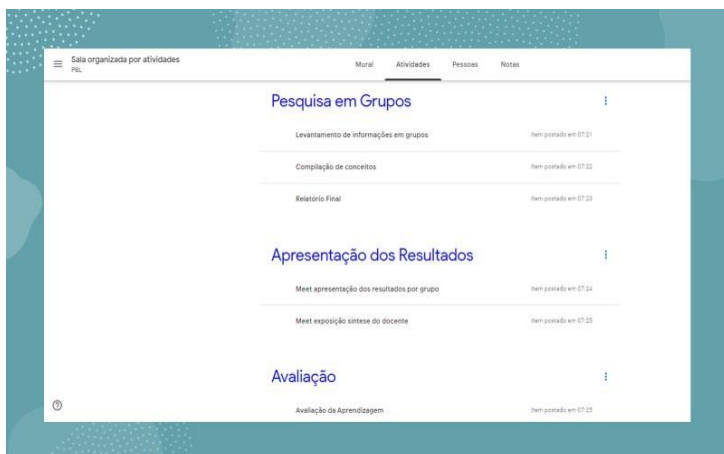 Sala organizada por atividades
PBL
Mural Atividades Pessoas Notas
Pesquisa em Grupos
Levantamento de informações em grupos Item postado em 07:21
Compilação de conceitos Item postado em 07:22
Relatório Final Item postado em 07:23
Apresentação dos Resultados
Meet apresentação dos resultados por grupo Item postado em 07:24
Meet exposição síntese do docente Item postado em 07:25
Avaliação
Avaliação da Aprendizagem Item postado em 07:25